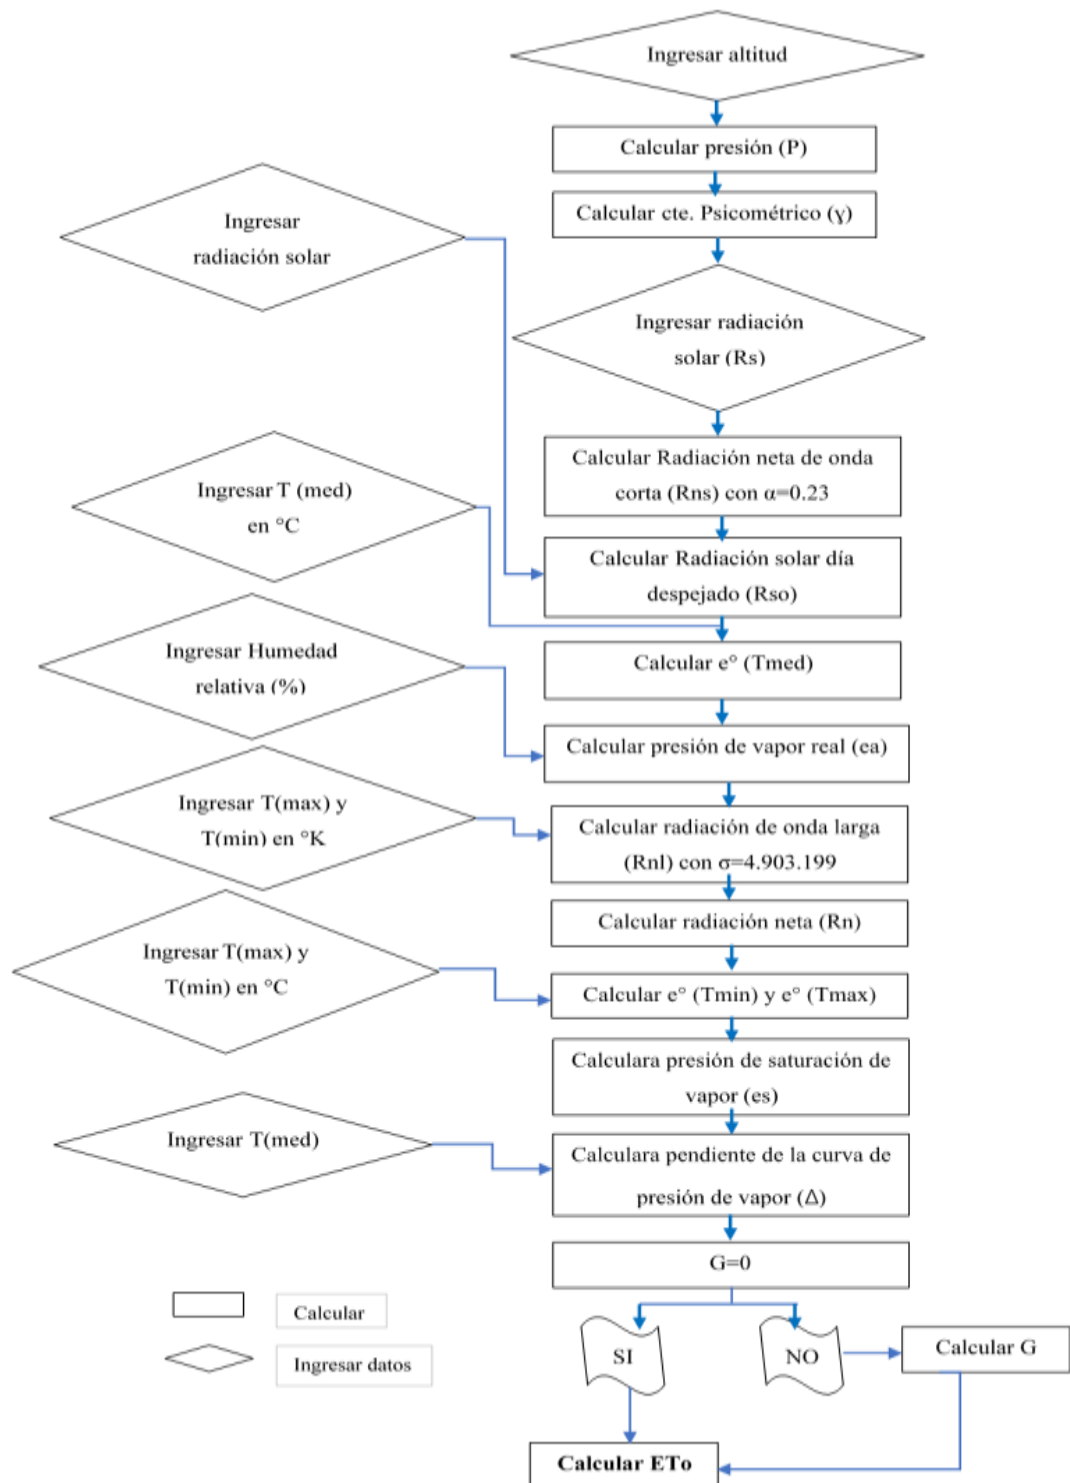 Ingresar altitud
Calcular presión (P)
Calcular cte. Psicométrico (γ)
Ingresar
radiación solar
Ingresar radiación
solar (Rs)
Calcular Radiación neta de onda
corta (Rns) con α=0.23
Ingresar T (med)
en °C
Calcular Radiación solar día
despejado (Rso)
Ingresar Humedad
relativa (%)
Calcular e° (Tmed)
Calcular presión de vapor real (ea)
Ingresar T(max) y
T(min) en °K
Calcular radiación de onda larga
(Rnl) con σ=4.903.199
Calcular radiación neta (Rn)
Ingresar T(max) y
T(min) en °C
Calcular e° (Tmin) y e° (Tmax)
Calculara presión de saturación de
vapor (es)
Ingresar T(med)
Calculara pendiente de la curva de
presión de vapor (Δ)
G=0
Calcular
Ingresar datos
SI
NO
Calcular G
Calcular ETo